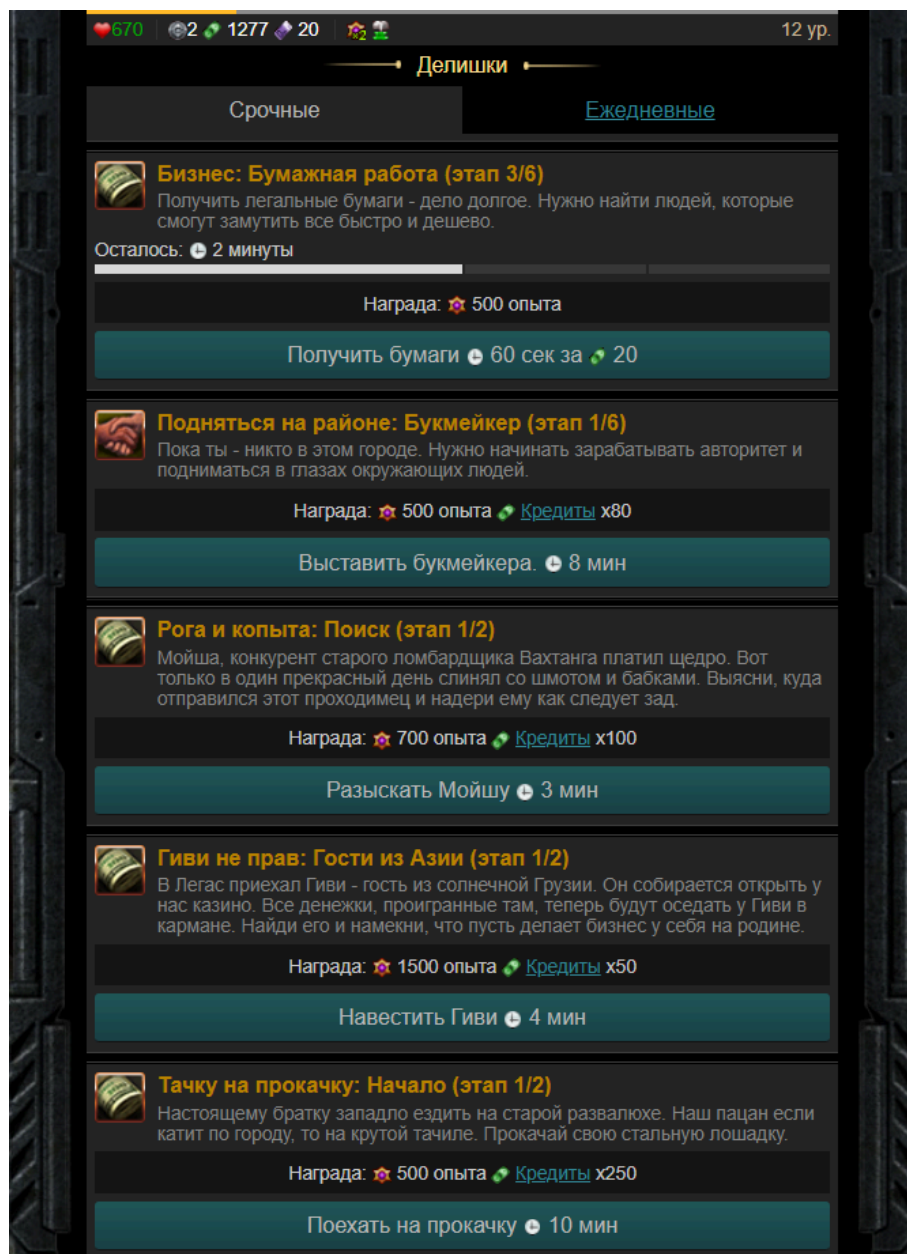 670 2 1277 20 x2 12 ур.
Делишки
Срочные Ежедневные
Бизнес: Бумажная работа (этап 3/6)
Получить легальные бумаги - дело долгое. Нужно найти людей, которые
смогут замутить все быстро и дешево.
Осталось: 2 минуты
Награда: 500 опыта
Получить бумаги 60 сек за 20
Подняться на районе: Букмейкер (этап 1/6)
Пока ты - никто в этом городе. Нужно начинать зарабатывать авторитет и
подниматься в глазах окружающих людей.
Награда: 500 опыта Кредиты x80
Выставить букмейкера. 8 мин
Рога и копыта: Поиск (этап 1/2)
Мойша, конкурент старого ломбардщика Вахтанга платил щедро. Вот
только в один прекрасный день слинял со шмотом и бабками. Выясни, куда
отправился этот проходимец и надери ему как следует зад.
Награда: 700 опыта Кредиты x100
Разыскать Мойшу 3 мин
Гиви не прав: Гости из Азии (этап 1/2)
В Легас приехал Гиви - гость из солнечной Грузии. Он собирается открыть у
нас казино. Все денежки, проигранные там, теперь будут оседать у Гиви в
кармане. Найди его и намекни, что пусть делает бизнес у себя на родине.
Награда: 1500 опыта Кредиты x50
Навестить Гиви 4 мин
Тачку на прокачку: Начало (этап 1/2)
Настоящему братку западло ездить на старой развалюхе. Наш пацан если
катит по городу, то на крутой тачиле. Прокачай свою стальную лошадку.
Награда: 500 опыта Кредиты x250
Поехать на прокачку 10 мин